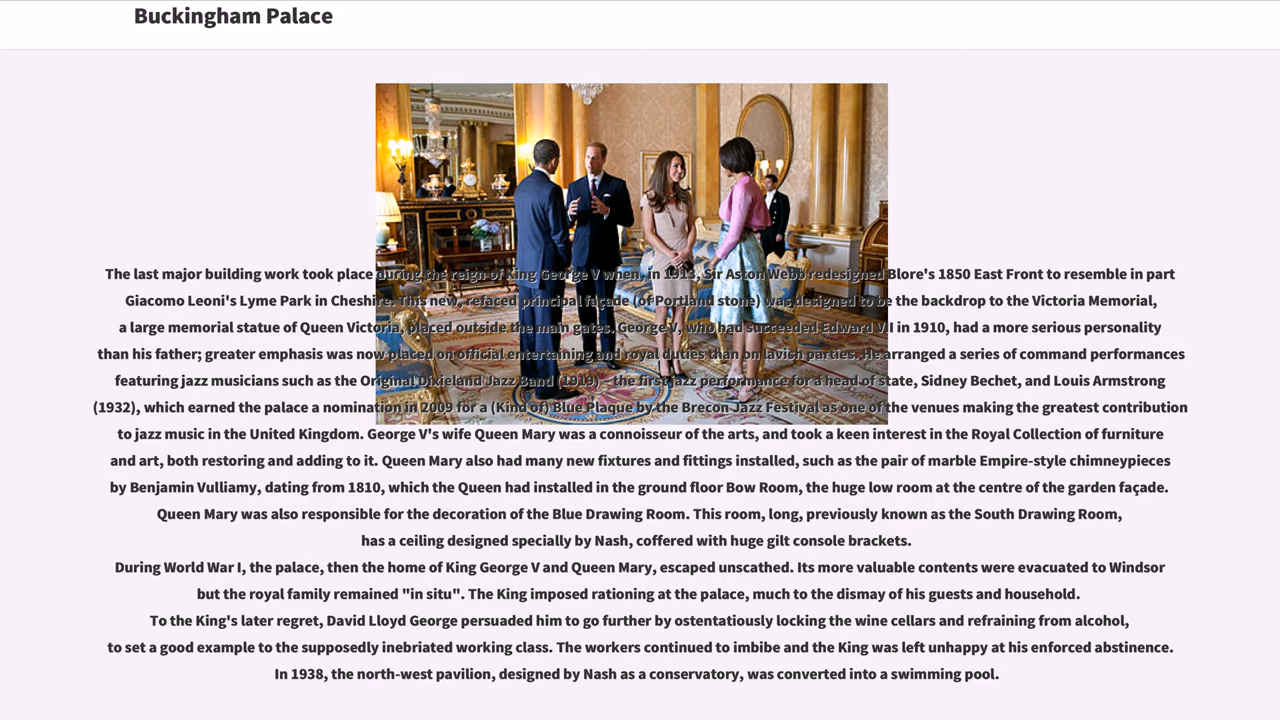 Buckingham Palace
The last major building work took place during the reign of King George V when, in 1913, Sir Aston Webb redesigned Blore's 1850 East Front to resemble in part
Giacomo Leoni's Lyme Park in Cheshire. This new, refaced principal façade (of Portland stone) was designed to be the backdrop to the Victoria Memorial,
a large memorial statue of Queen Victoria, placed outside the main gates. George V, who had succeeded Edward VII in 1910, had a more serious personality
than his father; greater emphasis was now placed on official entertaining and royal duties than on lavish parties. He arranged a series of command performances
featuring jazz musicians such as the Original Dixieland Jazz Band (1919) – the first jazz performance for a head of state, Sidney Bechet, and Louis Armstrong
(1932), which earned the palace a nomination in 2009 for a (Kind of) Blue Plaque by the Brecon Jazz Festival as one of the venues making the greatest contribution
to jazz music in the United Kingdom. George V's wife Queen Mary was a connoisseur of the arts, and took a keen interest in the Royal Collection of furniture
and art, both restoring and adding to it. Queen Mary also had many new fixtures and fittings installed, such as the pair of marble Empire-style chimneypieces
by Benjamin Vulliamy, dating from 1810, which the Queen had installed in the ground floor Bow Room, the huge low room at the centre of the garden façade.
Queen Mary was also responsible for the decoration of the Blue Drawing Room. This room, long, previously known as the South Drawing Room,
has a ceiling designed specially by Nash, coffered with huge gilt console brackets.
During World War I, the palace, then the home of King George V and Queen Mary, escaped unscathed. Its more valuable contents were evacuated to Windsor
but the royal family remained "in situ". The King imposed rationing at the palace, much to the dismay of his guests and household.
To the King's later regret, David Lloyd George persuaded him to go further by ostentatiously locking the wine cellars and refraining from alcohol,
to set a good example to the supposedly inebriated working class. The workers continued to imbibe and the King was left unhappy at his enforced abstinence.
In 1938, the north-west pavilion, designed by Nash as a conservatory, was converted into a swimming pool.